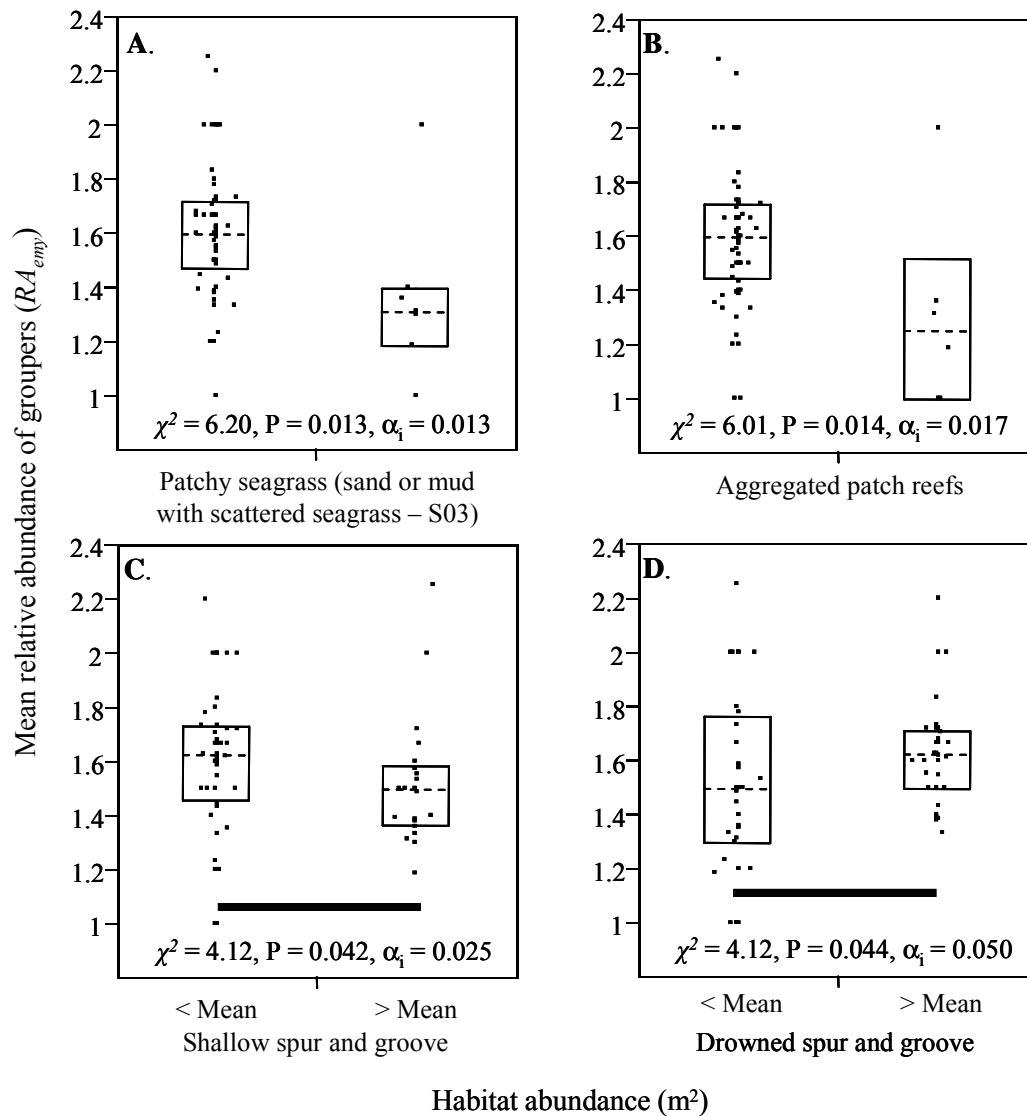 Mean relative abundance of groupers (RAemy)
2.4
2.2
2
1.8
1.6
1.4
1.2
1
A.
χ² = 6.20, P = 0.013, αi = 0.013
Patchy seagrass (sand or mud
with scattered seagrass – S03)
2.4
2.2
2
1.8
1.6
1.4
1.2
1
B.
χ² = 6.01, P = 0.014, αi = 0.017
Aggregated patch reefs
2.4
2.2
2
1.8
1.6
1.4
1.2
1
C.
χ² = 4.12, P = 0.042, αi = 0.025
< Mean > Mean
Shallow spur and groove
2.4
2.2
2
1.8
1.6
1.4
1.2
1
D.
χ² = 4.12, P = 0.044, αi = 0.050
< Mean > Mean
Drowned spur and groove
Habitat abundance (m²)